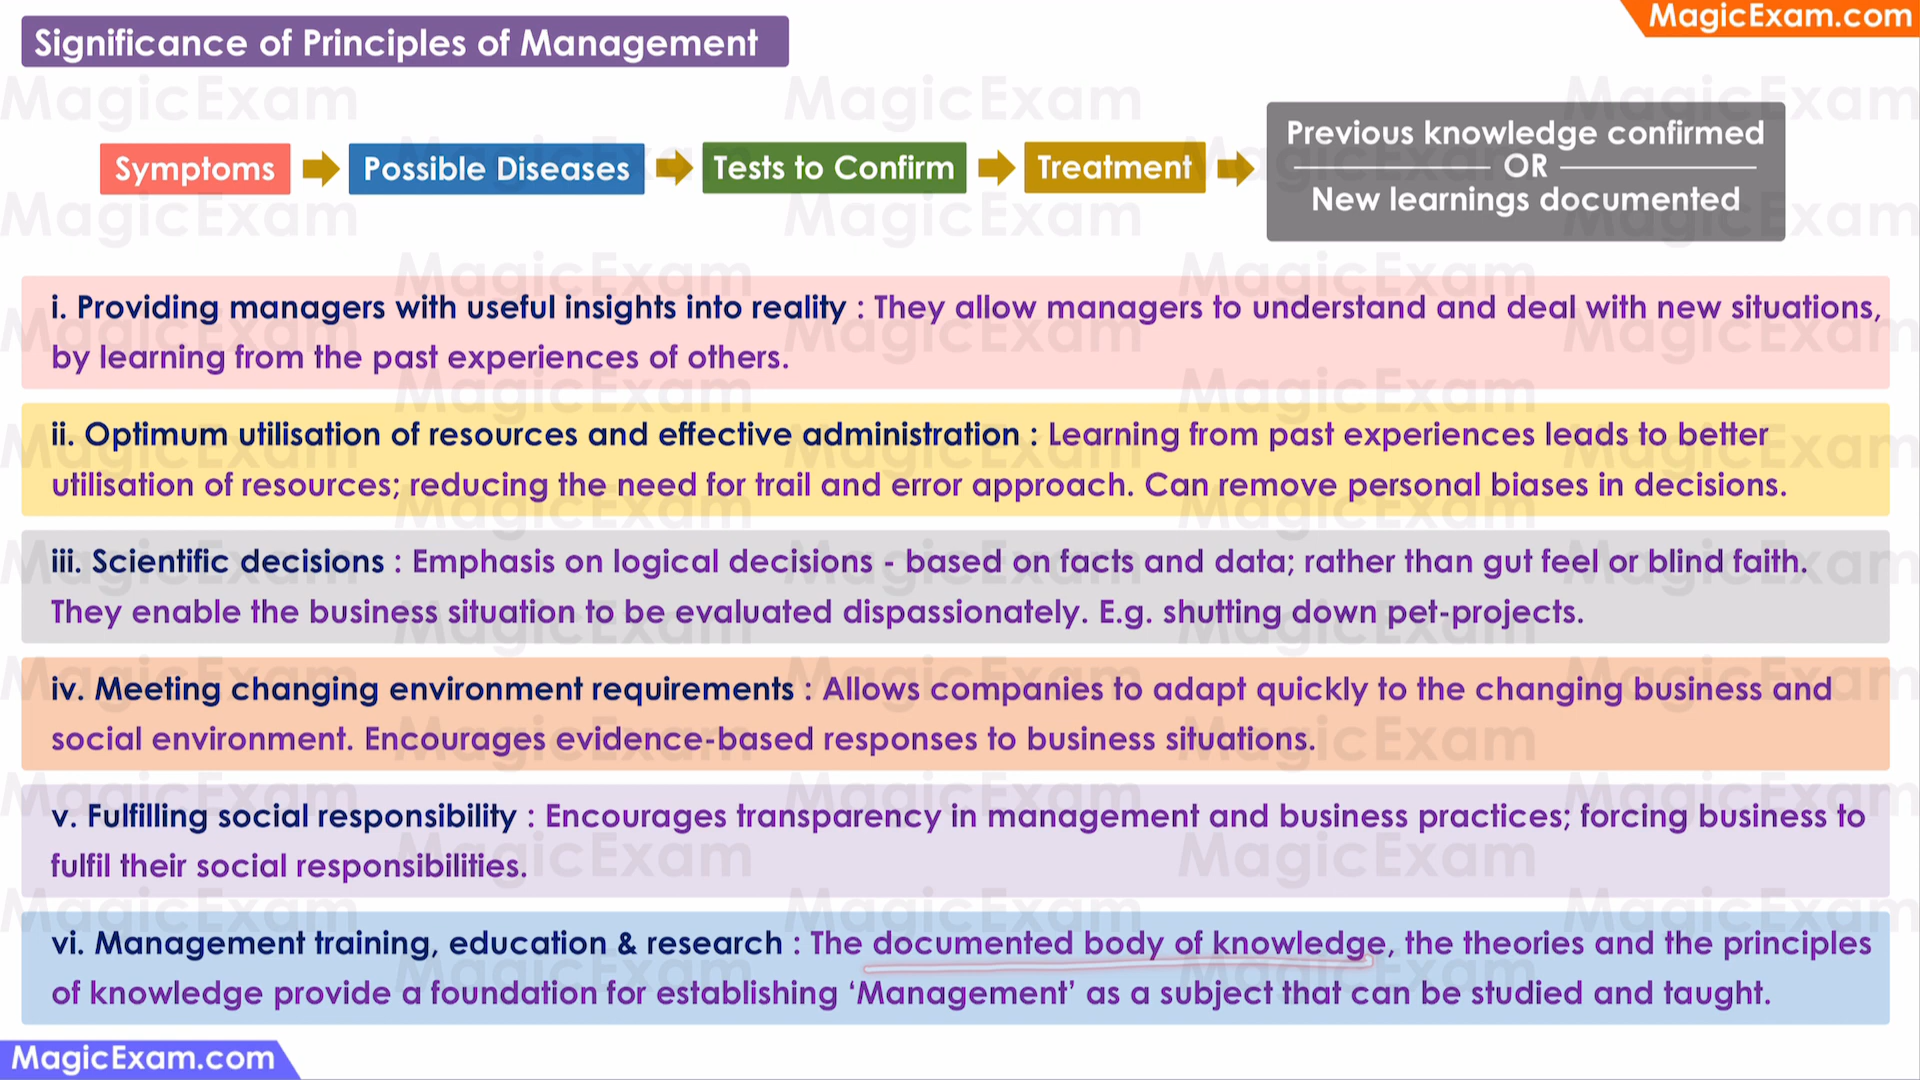 MagicExam.com
Significance of Principles of Management
Symptoms
Possible Diseases
Tests to Confirm
Treatment
Previous knowledge confirmed
OR
New learnings documented
i. Providing managers with useful insights into reality : They allow managers to understand and deal with new situations,
by learning from the past experiences of others.
ii. Optimum utilisation of resources and effective administration : Learning from past experiences leads to better
utilisation of resources; reducing the need for trail and error approach. Can remove personal biases in decisions.
iii. Scientific decisions : Emphasis on logical decisions - based on facts and data; rather than gut feel or blind faith.
They enable the business situation to be evaluated dispassionately. E.g. shutting down pet-projects.
iv. Meeting changing environment requirements : Allows companies to adapt quickly to the changing business and
social environment. Encourages evidence-based responses to business situations.
v. Fulfilling social responsibility : Encourages transparency in management and business practices; forcing business to
fulfil their social responsibilities.
vi. Management training, education & research : The documented body of knowledge, the theories and the principles
of knowledge provide a foundation for establishing ‘Management’ as a subject that can be studied and taught.
MagicExam.com